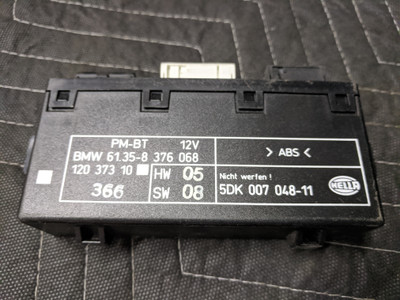 PM-BT 12V
BMW 61.35-8 376 068
120 373 10 HW 05
366 SW 08
> ABS <
Nicht werfen !
5DK 007 048-11
HELLA